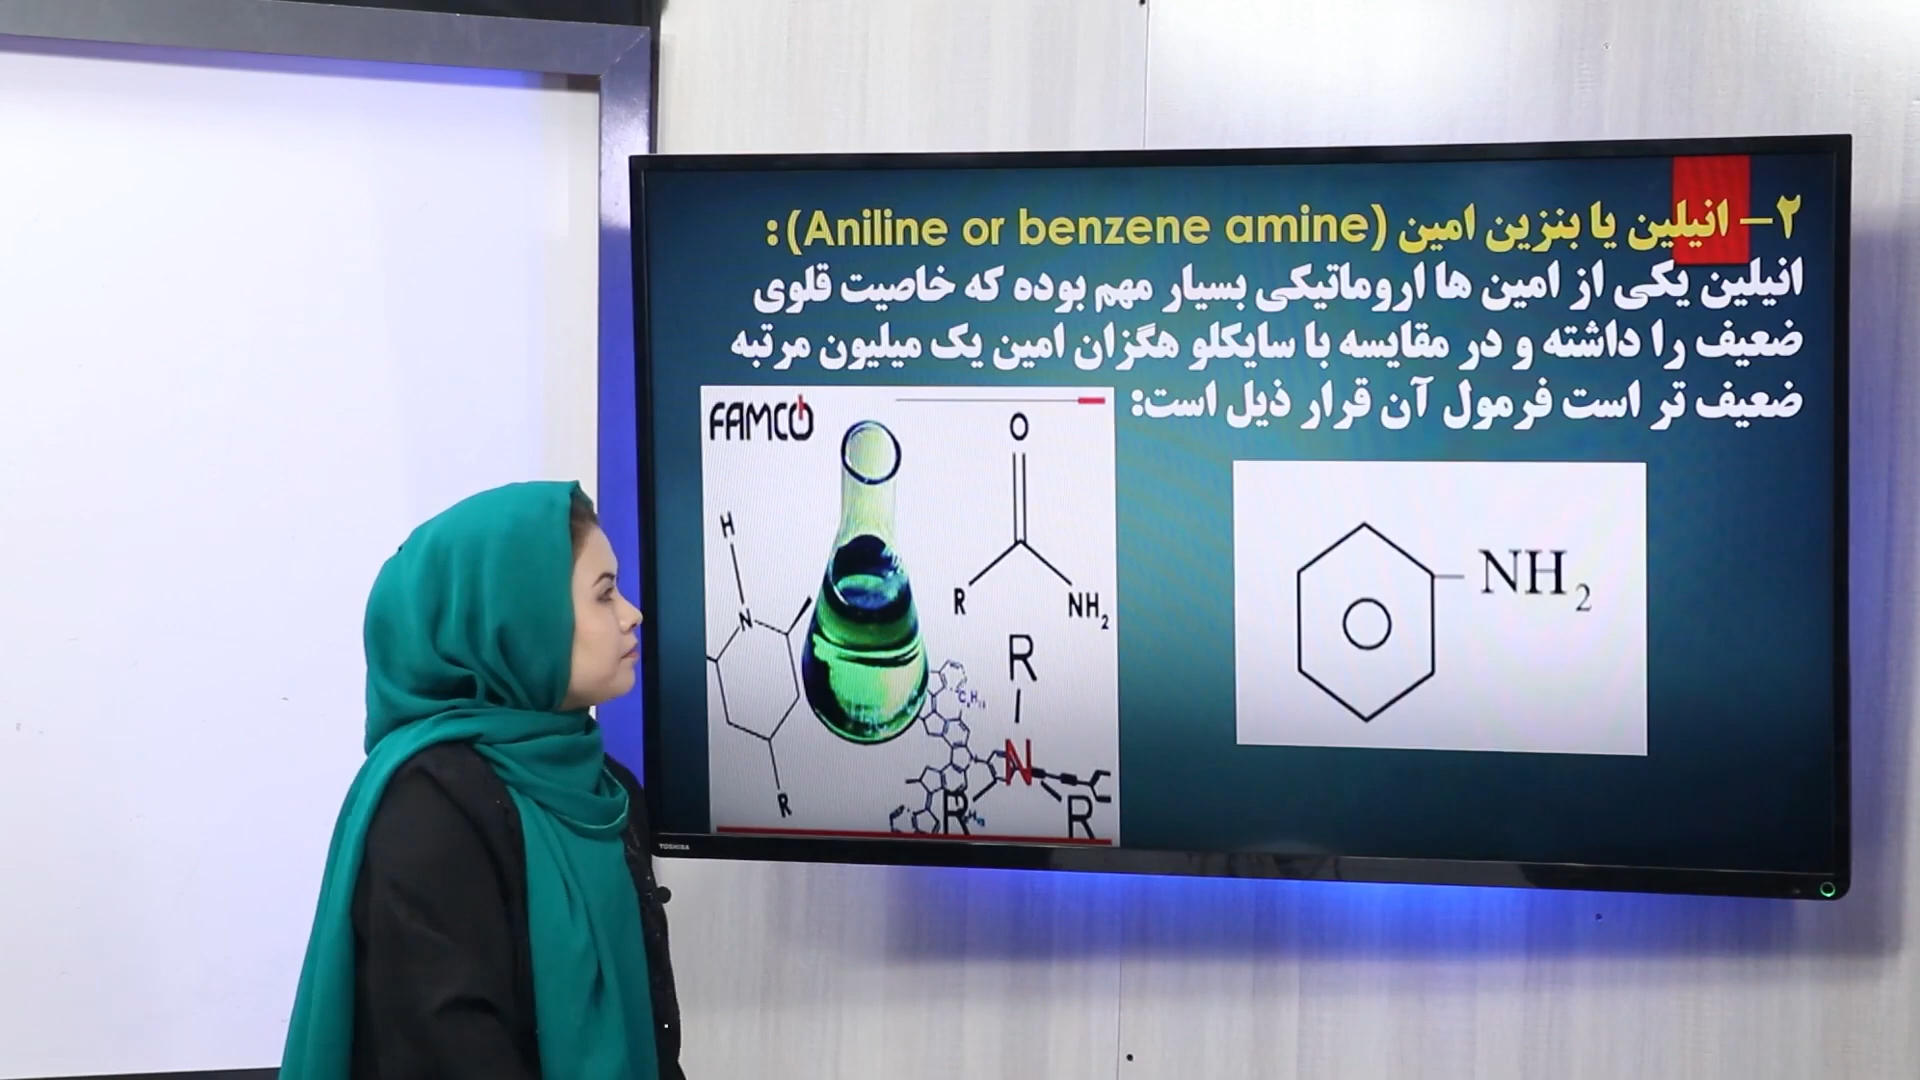 ۲– انیلین یا بنزین امین (Aniline or benzene amine):
انیلین یکی از امین ها اروماتیکی بسیار مهم بوده که خاصیت قلوی
ضعیف را داشته و در مقایسه با سایکلو هگزان امین یک میلیون مرتبه
ضعیف تر است فرمول آن قرار ذیل است:
FAMCO
O
R
NH2
H
N
R
R
N
R
R
NH2
TOSHIBA